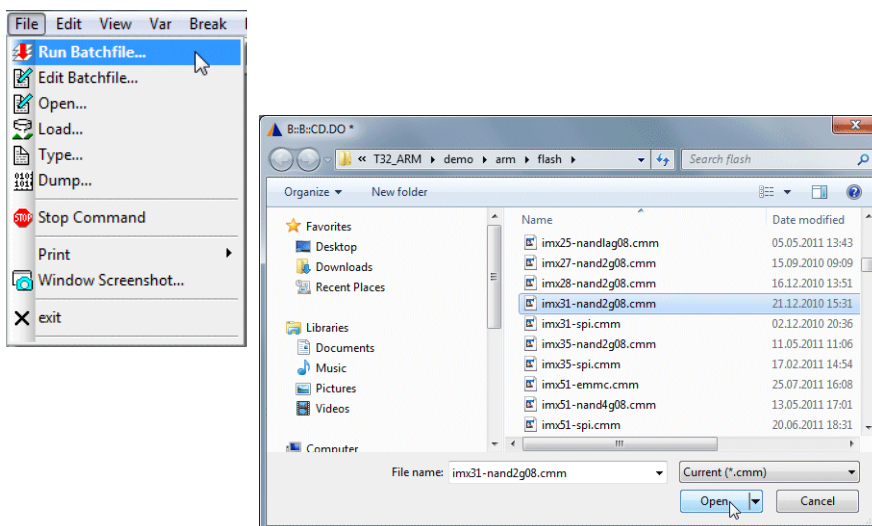 File Edit View Var Break
Run Batchfile...
Edit Batchfile...
Open...
Load...
Type...
Dump...
STOP Stop Command
Print
Window Screenshot...
exit
B::B::CD.DO *
« T32_ARM demo arm flash Search flash
Organize New folder
Name Date modified
Favorites
Desktop
Downloads
Recent Places
Libraries
Documents
Music
Pictures
Videos
Computer
imx25-nandlag08.cmm 05.05.2011 13:43
imx27-nand2g08.cmm 15.09.2010 09:09
imx28-nand2g08.cmm 16.12.2010 13:51
imx31-nand2g08.cmm 21.12.2010 15:31
imx31-spi.cmm 02.12.2010 20:36
imx35-nand2g08.cmm 11.05.2011 11:06
imx35-spi.cmm 17.02.2011 14:54
imx51-emmc.cmm 25.07.2011 16:08
imx51-nand4g08.cmm 13.05.2011 17:01
imx51-spi.cmm 20.06.2011 18:31
File name: imx31-nand2g08.cmm Current (*.cmm)
Open Cancel